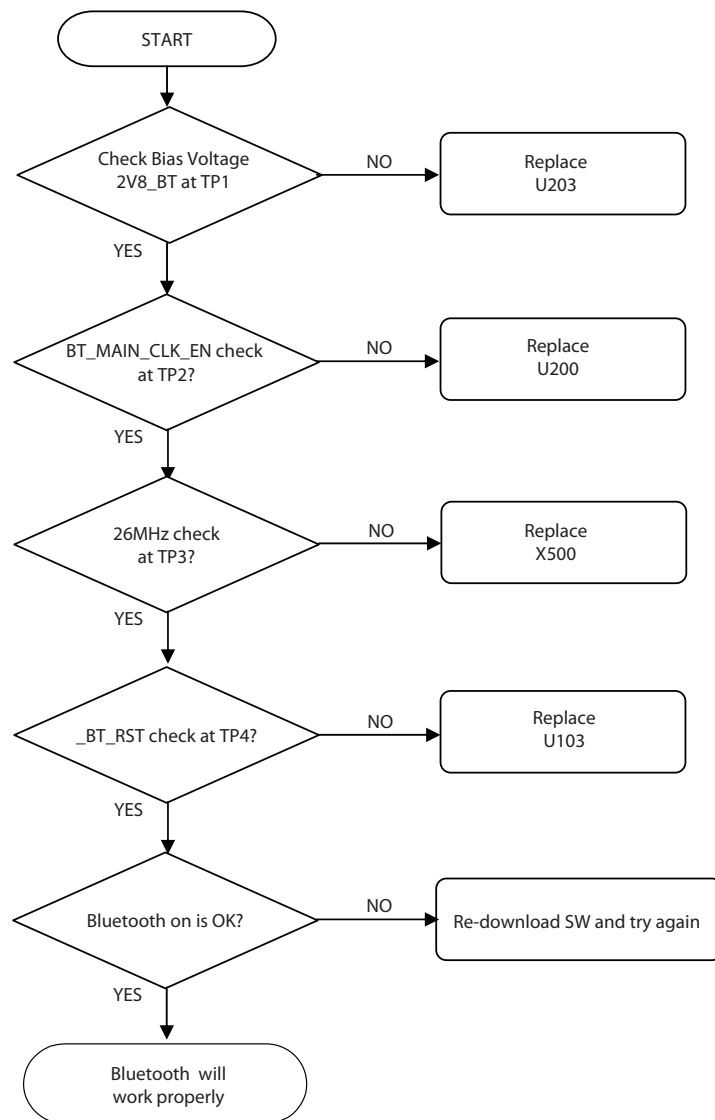 START
Check Bias Voltage
2V8_BT at TP1
NO
Replace
U203
YES
BT_MAIN_CLK_EN check
at TP2?
NO
Replace
U200
YES
26MHz check
at TP3?
NO
Replace
X500
YES
_BT_RST check at TP4?
NO
Replace
U103
YES
Bluetooth on is OK?
NO
Re-download SW and try again
YES
Bluetooth will
work properly